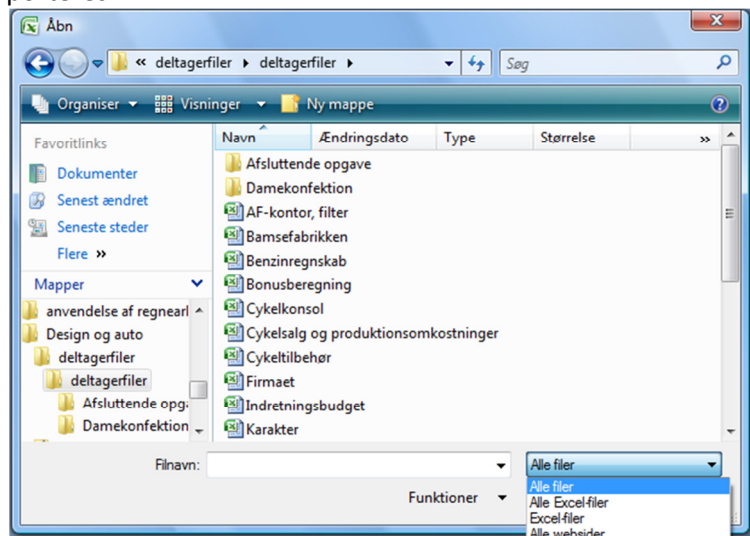 Åbn
« deltagerfiler deltagerfiler
Søg
Organiser Visninger Ny mappe
Favoritlinks
Dokumenter
Senest ændret
Seneste steder
Flere »
Mapper
anvendelse af regnearl
Design og auto
deltagerfiler
deltagerfiler
Afsluttende opg
Damekonfektion
Navn Ændringsdato Type Størrelse »
Afsluttende opgave
Damekonfektion
AF-kontor, filter
Bamsefabrikken
Benzinregnskab
Bonusberegning
Cykelkonsol
Cykelsalg og produktionsomkostninger
Cykeltilbehør
Firmaet
Indretningsbudget
Karakter
Filnavn:
Alle filer
Funktioner
Alle filer
Alle Excel-filer
Excel-filer
Alle websider